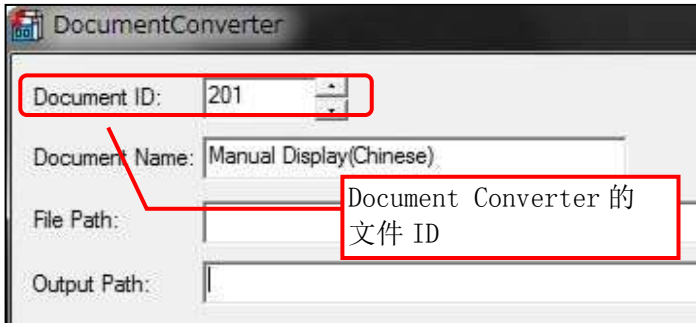 DocumentConverter
Document ID: 201
Document Name: Manual Display(Chinese)
Document Converter 的
文件 ID
File Path:
Output Path: